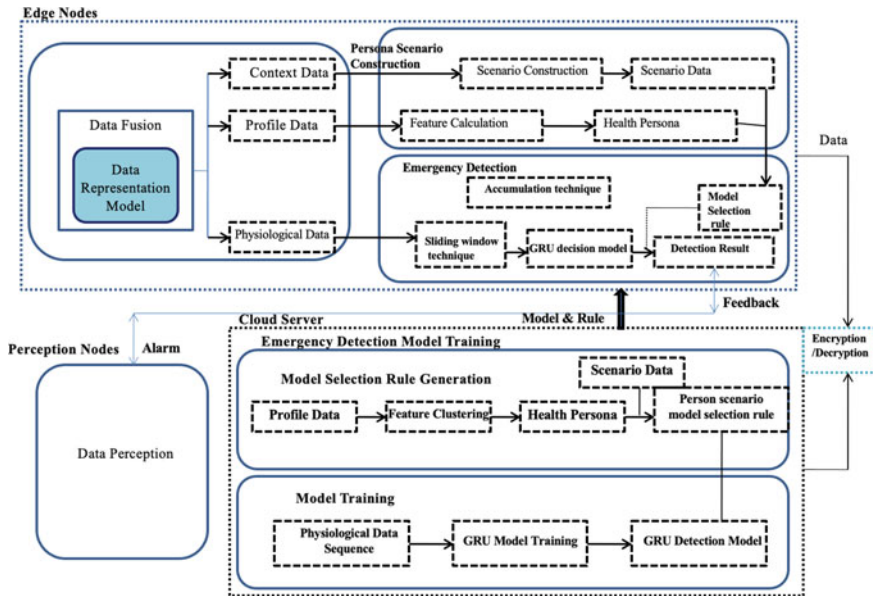 Edge Nodes
Persona Scenario
Construction
Context Data
Scenario Construction
Scenario Data
Data Fusion
Profile Data
Feature Calculation
Health Persona
Data
Data
Representation
Model
Emergency Detection
Accumulation technique
Model
Selection
rule
Physiological Data
Sliding window
technique
GRU decision model
Detection Result
Feedback
Cloud Server
Model & Rule
Perception Nodes
Alarm
Encryption
/Decryption
Emergency Detection Model Training
Scenario Data
Model Selection Rule Generation
Profile Data
Feature Clustering
Health Persona
Person scenario
model selection rule
Data Perception
Model Training
Physiological Data
Sequence
GRU Model Training
GRU Detection Model